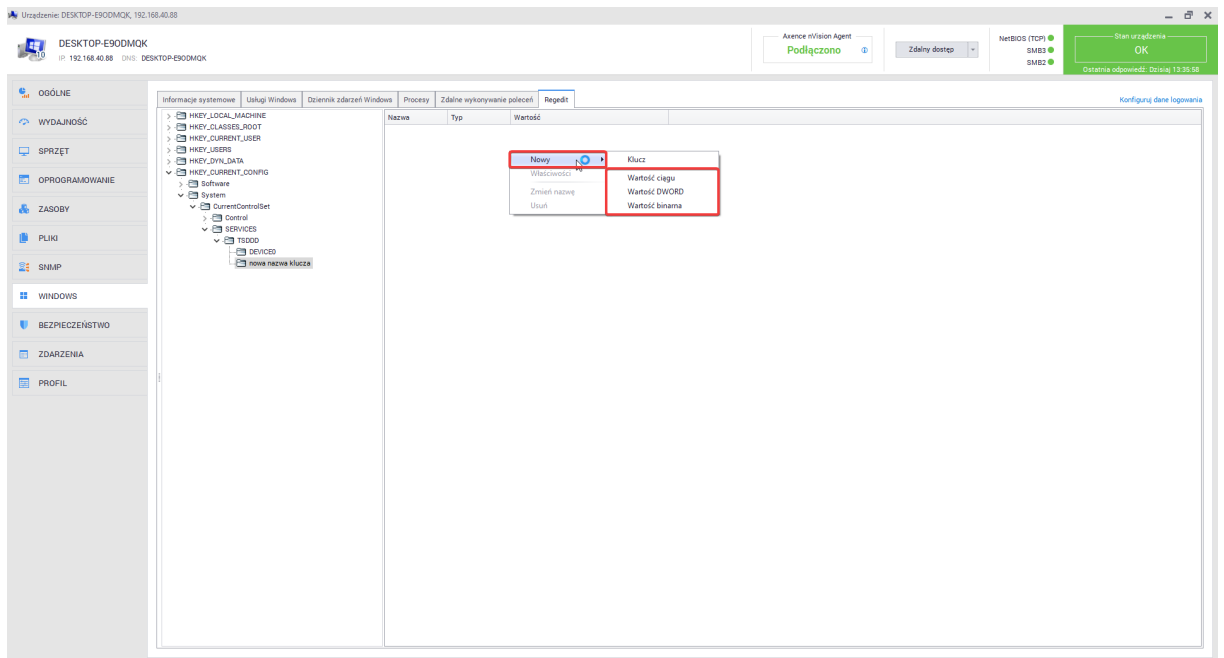 Urządzenie: DESKTOP-E9ODMQK, 192.168.40.88
DESKTOP-E9ODMQK
IP: 192.168.40.88 DNS: DESKTOP-E9ODMQK
Axence nVision Agent
Podłączono
Zdalny dostęp
NetBIOS (TCP)
SMB3
SMB2
Stan urządzenia
OK
Ostatnia odpowiedź: Dzisiaj 13:35:58
OGÓLNE
WYDAJNOŚĆ
SPRZĘT
OPROGRAMOWANIE
ZASOBY
PLIKI
SNMP
WINDOWS
BEZPIECZEŃSTWO
ZDARZENIA
PROFIL
Informacje systemowe Usługi Windows Dziennik zdarzeń Windows Procesy Zdalne wykonywanie poleceń Regedit
Konfiguruj dane logowania
HKEY_LOCAL_MACHINE
HKEY_CLASSES_ROOT
HKEY_CURRENT_USER
HKEY_USERS
HKEY_DYN_DATA
HKEY_CURRENT_CONFIG
Software
System
CurrentControlSet
Control
SERVICES
TSDDD
DEVICE0
nowa nazwa klucza
Nazwa Typ Wartość
Nowy
Właściwości
Zmień nazwę
Usuń
Klucz
Wartość ciągu
Wartość DWORD
Wartość binarna